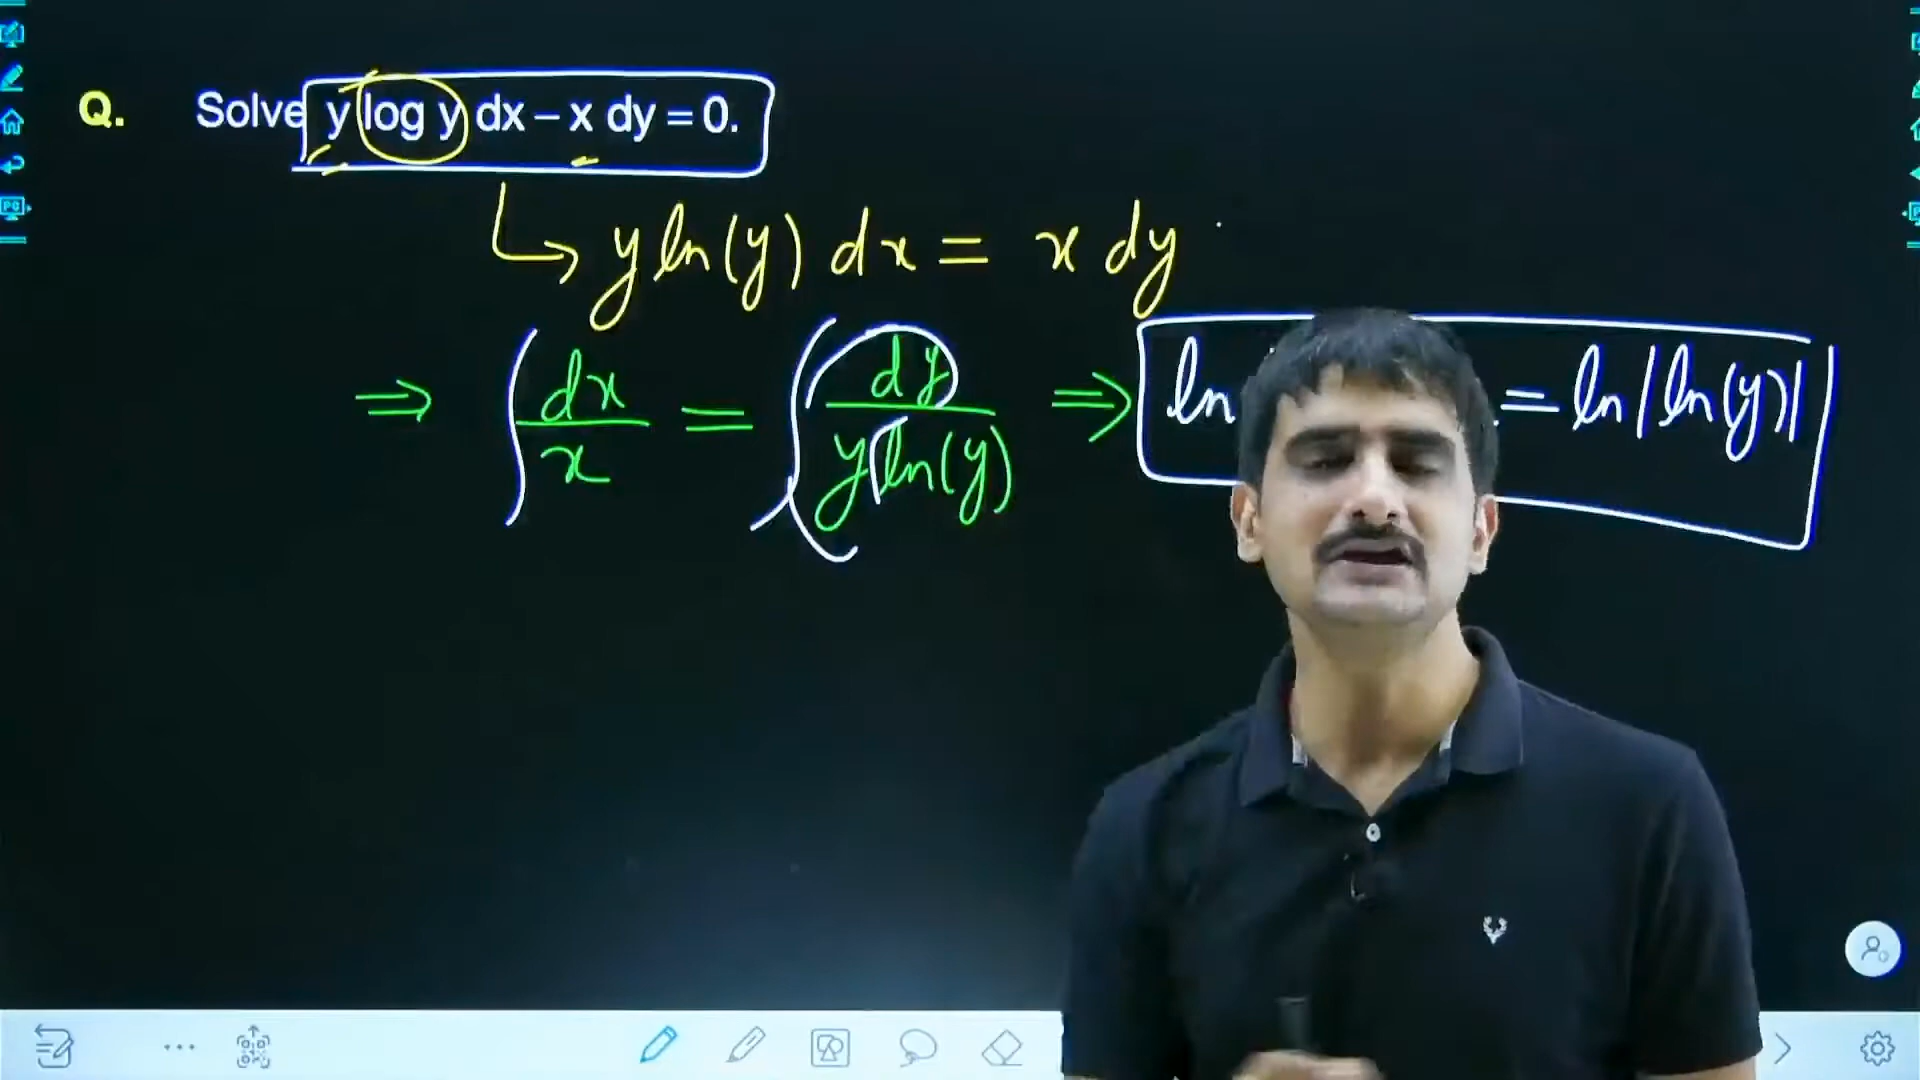 Q. Solve y log y dx – x dy = 0.
↳ y ln(y) dx = x dy
⇒ ∫ dx/x = ∫ dy/(y ln(y)) ⇒ ln = ln|ln(y)|